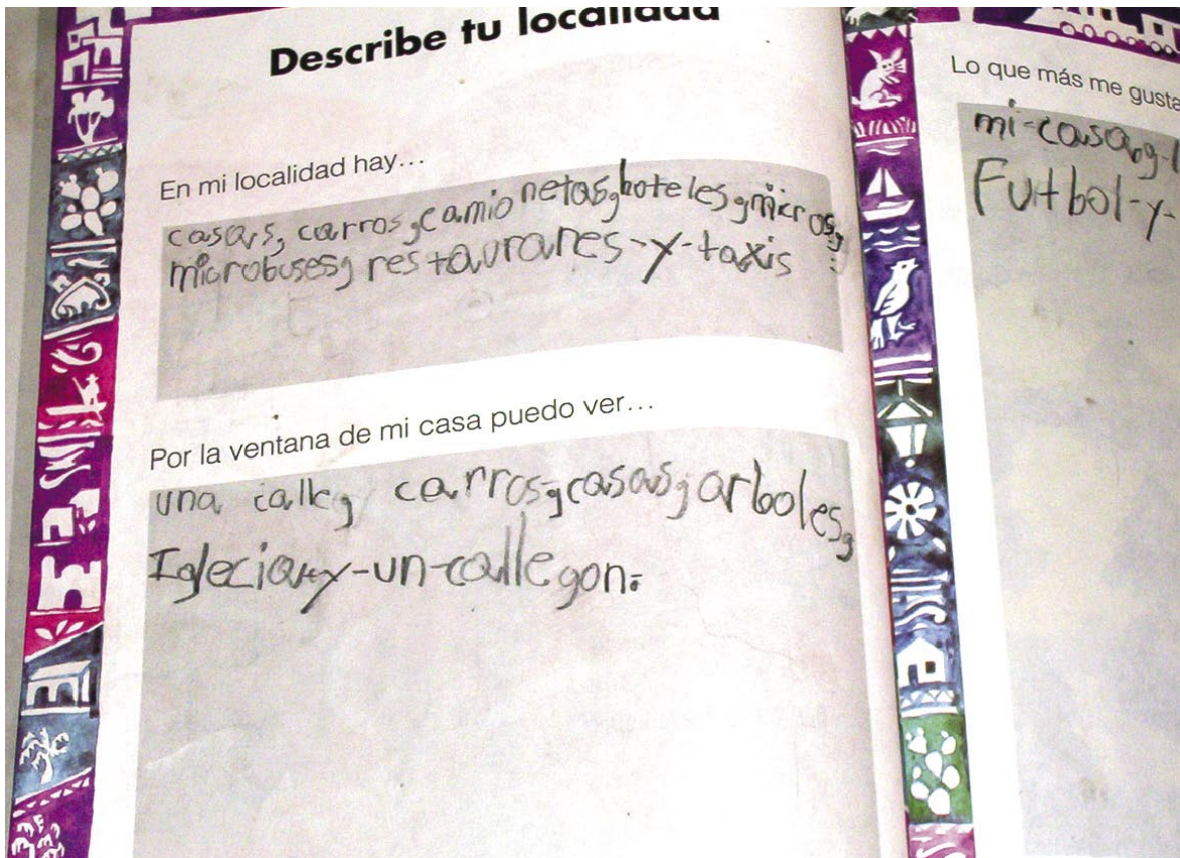 Describe tu localidad
En mi localidad hay...
casas, carros, camionetas, hoteles, micros,
microbuses, restaurares-y-taxis
Por la ventana de mi casa puedo ver...
una calle, carros, casas, arboles,
Iglecia-y-un-callegon.
Lo que más me gusta
mi-casa,
Futbol-y-